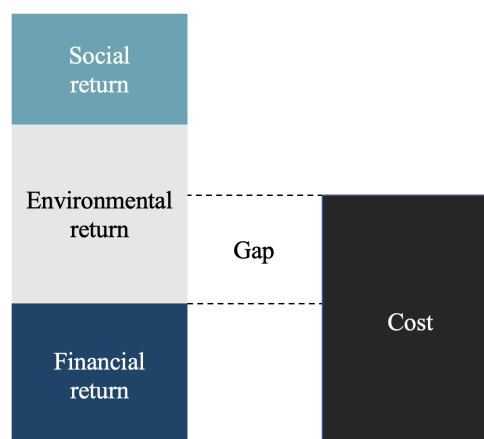 Social
return
Environmental
return
Gap
Cost
Financial
return